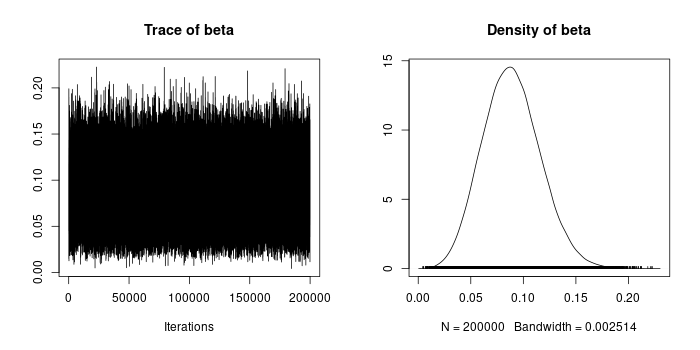 Trace of beta
0.20
0.15
0.10
0.05
0.00
0 50000 100000 150000 200000
Iterations
Density of beta
15
10
5
0
0.00 0.05 0.10 0.15 0.20
N = 200000 Bandwidth = 0.002514